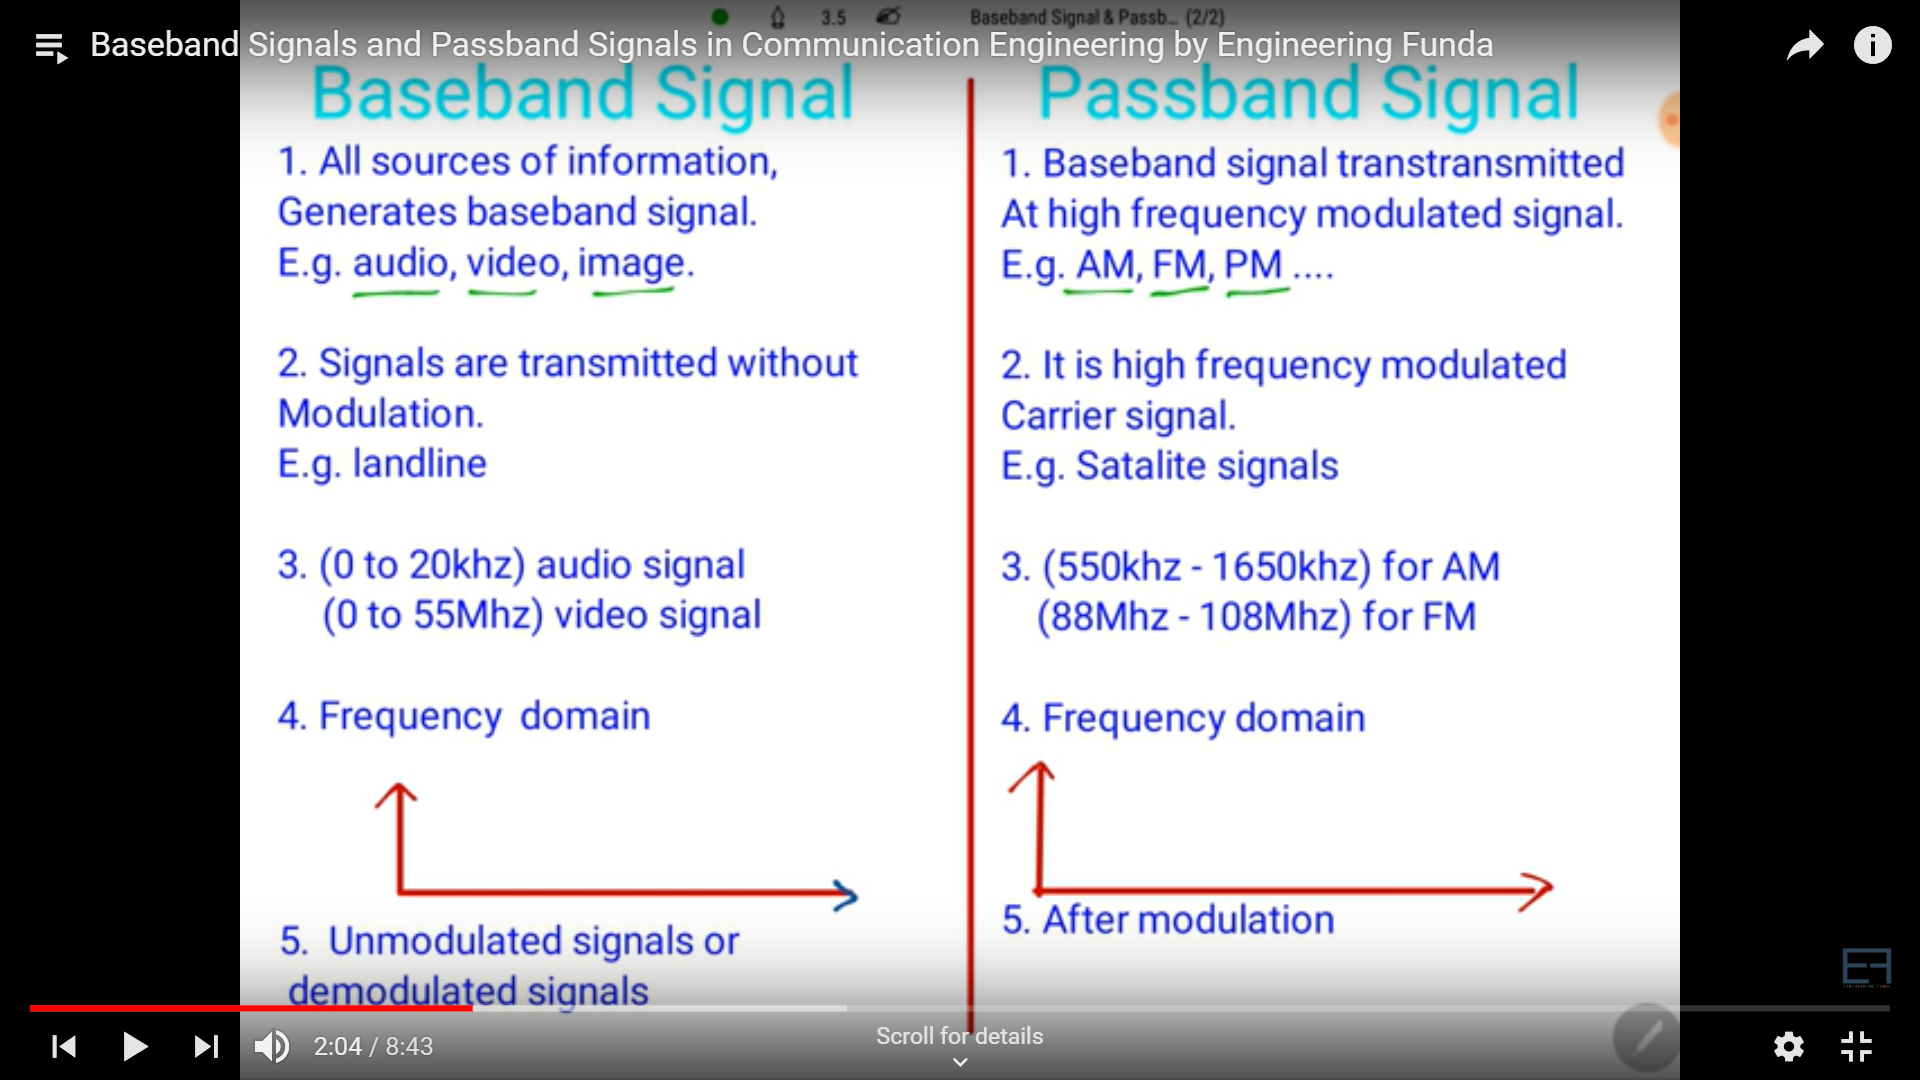 3.5
Baseband Signal & Passb... (2/2)
Baseband Signals and Passband Signals in Communication Engineering by Engineering Funda
Baseband Signal
1. All sources of information,
Generates baseband signal.
E.g. audio, video, image.
2. Signals are transmitted without
Modulation.
E.g. landline
3. (0 to 20khz) audio signal
(0 to 55Mhz) video signal
4. Frequency domain
5. Unmodulated signals or
demodulated signals
Passband Signal
1. Baseband signal transtransmitted
At high frequency modulated signal.
E.g. AM, FM, PM ....
2. It is high frequency modulated
Carrier signal.
E.g. Satalite signals
3. (550khz - 1650khz) for AM
(88Mhz - 108Mhz) for FM
4. Frequency domain
5. After modulation
2:04 / 8:43
Scroll for details